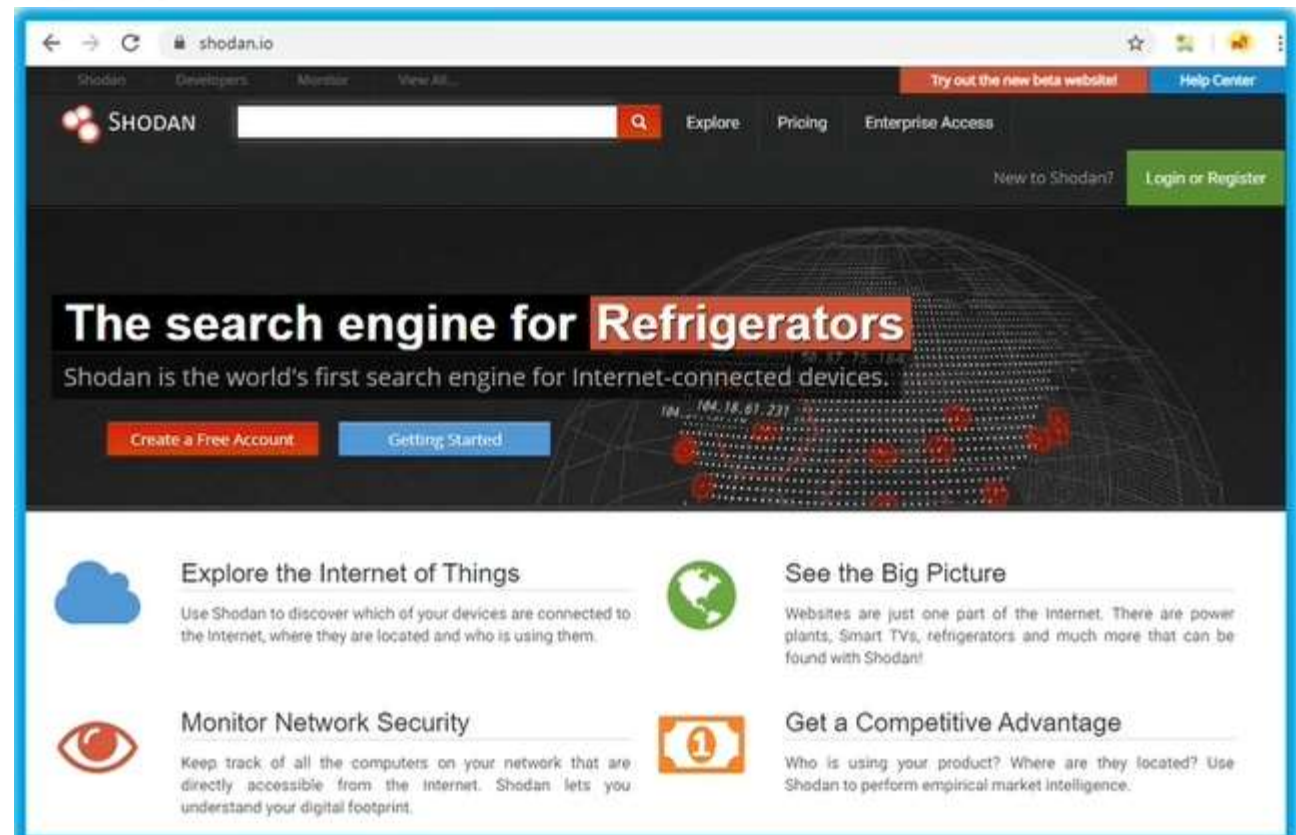 shodan.io
Shodan Developers Monitor View All...
Try out the new beta website!
Help Center
SHODAN
Explore Pricing Enterprise Access
New to Shodan? Login or Register
The search engine for Refrigerators
Shodan is the world's first search engine for Internet-connected devices.
104.18.61.231
Create a Free Account
Getting Started
Explore the Internet of Things
Use Shodan to discover which of your devices are connected to
the Internet, where they are located and who is using them.
See the Big Picture
Websites are just one part of the Internet. There are power
plants, Smart TVs, refrigerators and much more that can be
found with Shodan!
Monitor Network Security
Keep track of all the computers on your network that are
directly accessible from the Internet. Shodan lets you
understand your digital footprint.
1
Get a Competitive Advantage
Who is using your product? Where are they located? Use
Shodan to perform empirical market intelligence.